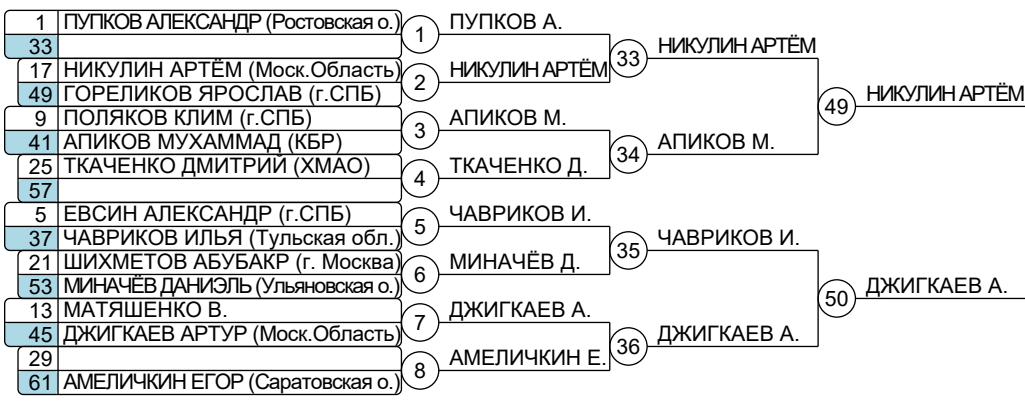 1 ПУПКОВ АЛЕКСАНДР (Ростовская о.) 1 ПУПКОВ А.
33 33 НИКУЛИН АРТЁМ
17 НИКУЛИН АРТЁМ (Моск.Область) 2 НИКУЛИН АРТЁМ
49 ГОРЕЛИКОВ ЯРОСЛАВ (г.СПБ) 49 НИКУЛИН АРТЁМ
9 ПОЛЯКОВ КЛИМ (г.СПБ) 3 АПИКОВ М.
41 АПИКОВ МУХАММАД (КБР) 34 АПИКОВ М.
25 ТКАЧЕНКО ДМИТРИЙ (ХМАО) 4 ТКАЧЕНКО Д.
57
5 ЕВСИН АЛЕКСАНДР (г.СПБ) 5 ЧАВРИКОВ И.
37 ЧАВРИКОВ ИЛЬЯ (Тульская обл.) 35 ЧАВРИКОВ И.
21 ШИХМЕТОВ АБУБАКР (г. Москва) 6 МИНАЧЁВ Д.
53 МИНАЧЁВ ДАНИЭЛЬ (Ульяновская о.) 50 ДЖИГКАЕВ А.
13 МАТЯШЕНКО В. 7 ДЖИГКАЕВ А.
45 ДЖИГКАЕВ АРТУР (Моск.Область) 36 ДЖИГКАЕВ А.
29 8 АМЕЛИЧКИН Е.
61 АМЕЛИЧКИН ЕГОР (Саратовская о.)